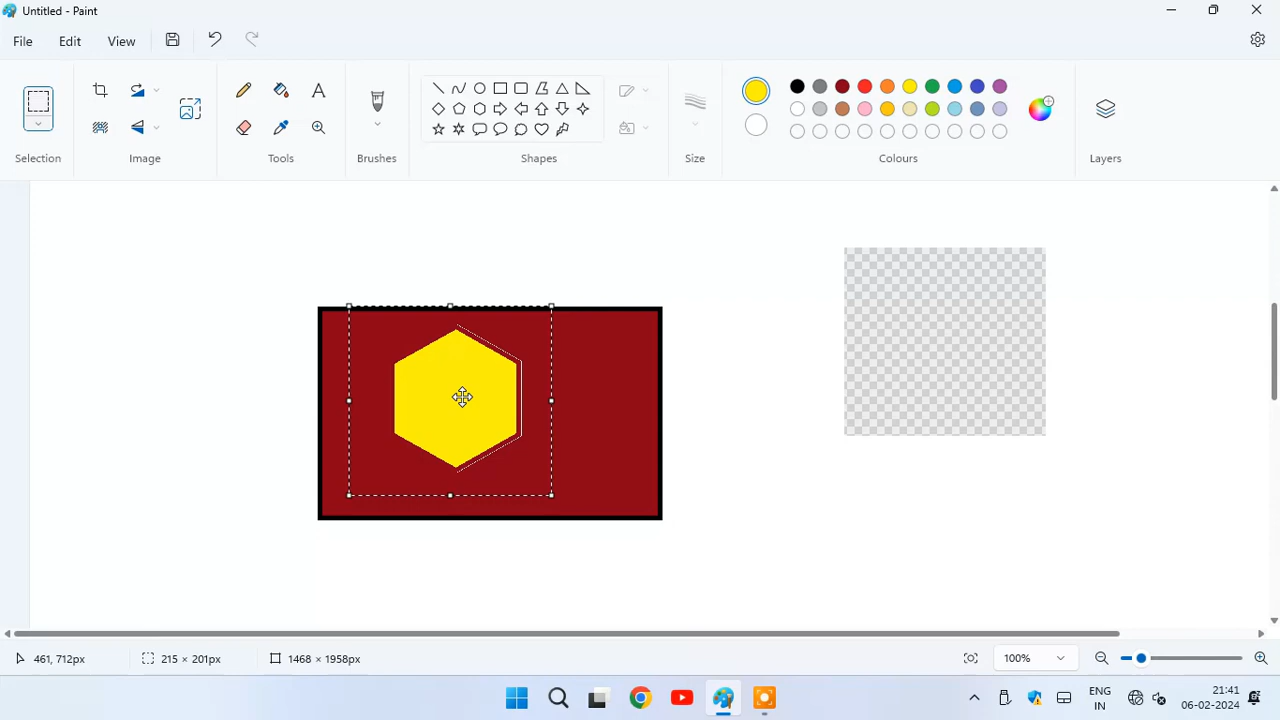 Untitled - Paint
File Edit View
Selection Image Tools Brushes Shapes Size Colours Layers
461, 712px 215 × 201px 1468 × 1958px 100%
ENG 21:41
IN 06-02-2024